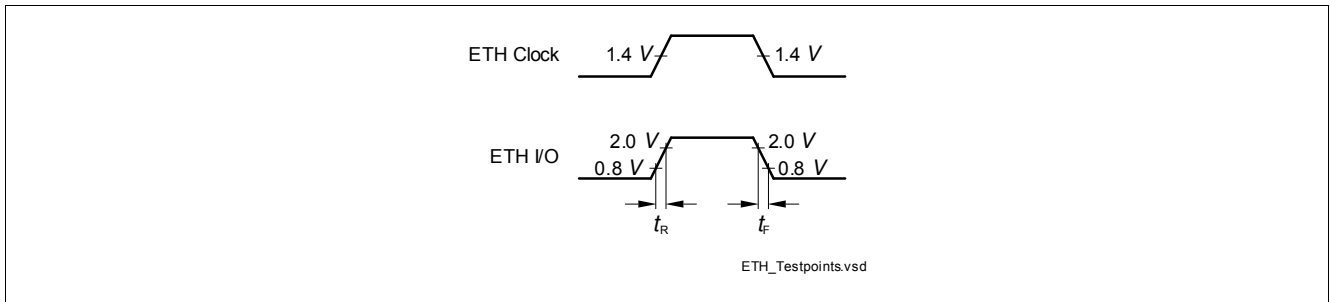 ETH Clock 1.4 V 1.4 V
2.0 V 2.0 V
ETH I/O
0.8 V 0.8 V
tR tF
ETH_Testpoints.vsd